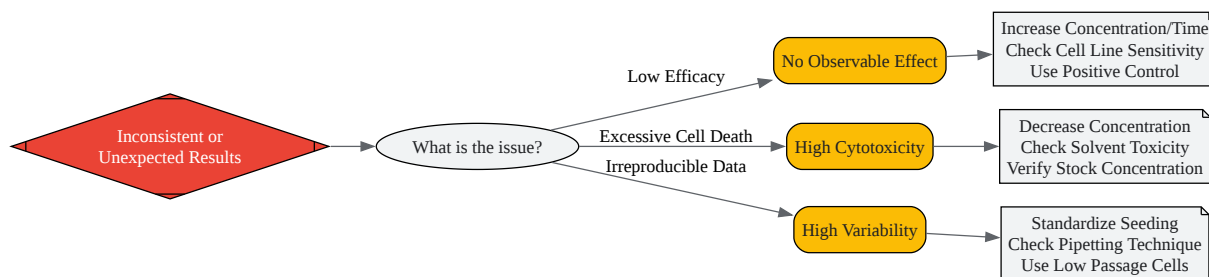 Inconsistent or
Unexpected Results
What is the issue?
Low Efficacy
Excessive Cell Death
Irreproducible Data
No Observable Effect
High Cytotoxicity
High Variability
Increase Concentration/Time
Check Cell Line Sensitivity
Use Positive Control
Decrease Concentration
Check Solvent Toxicity
Verify Stock Concentration
Standardize Seeding
Check Pipetting Technique
Use Low Passage Cells